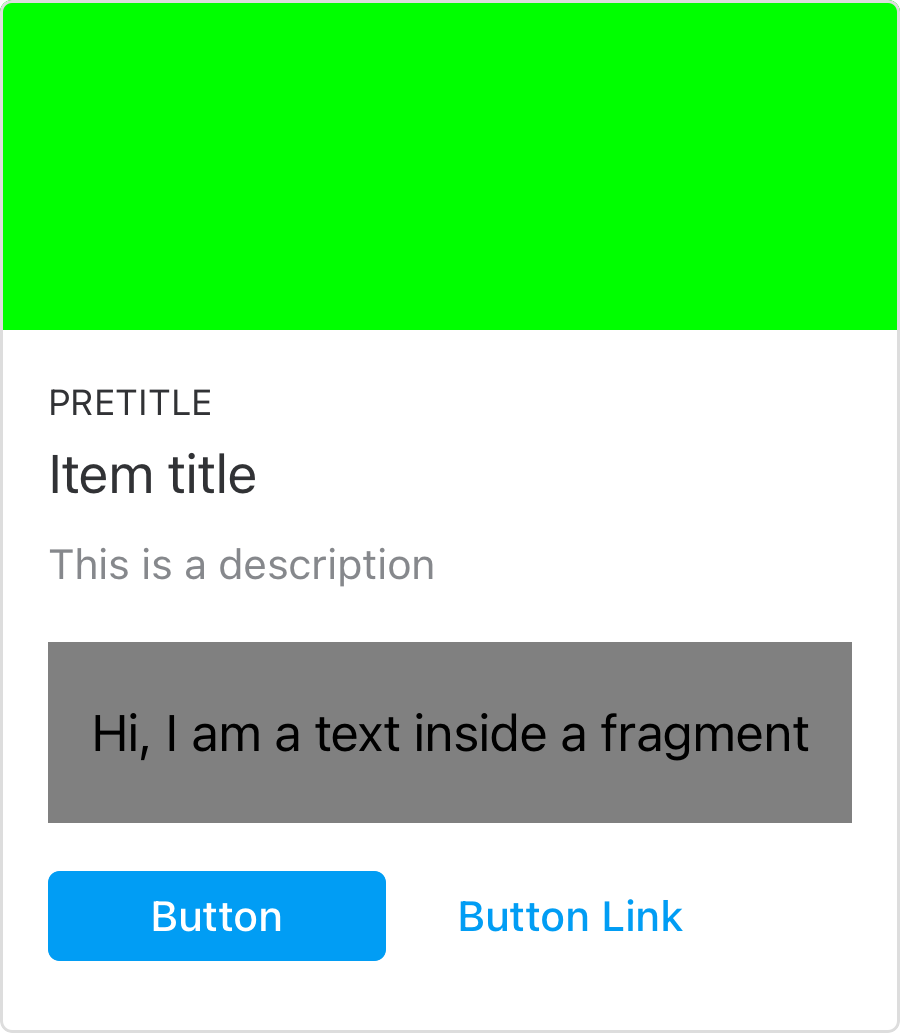 PRETITLE
Item title
This is a description
Hi, I am a text inside a fragment
Button
Button Link